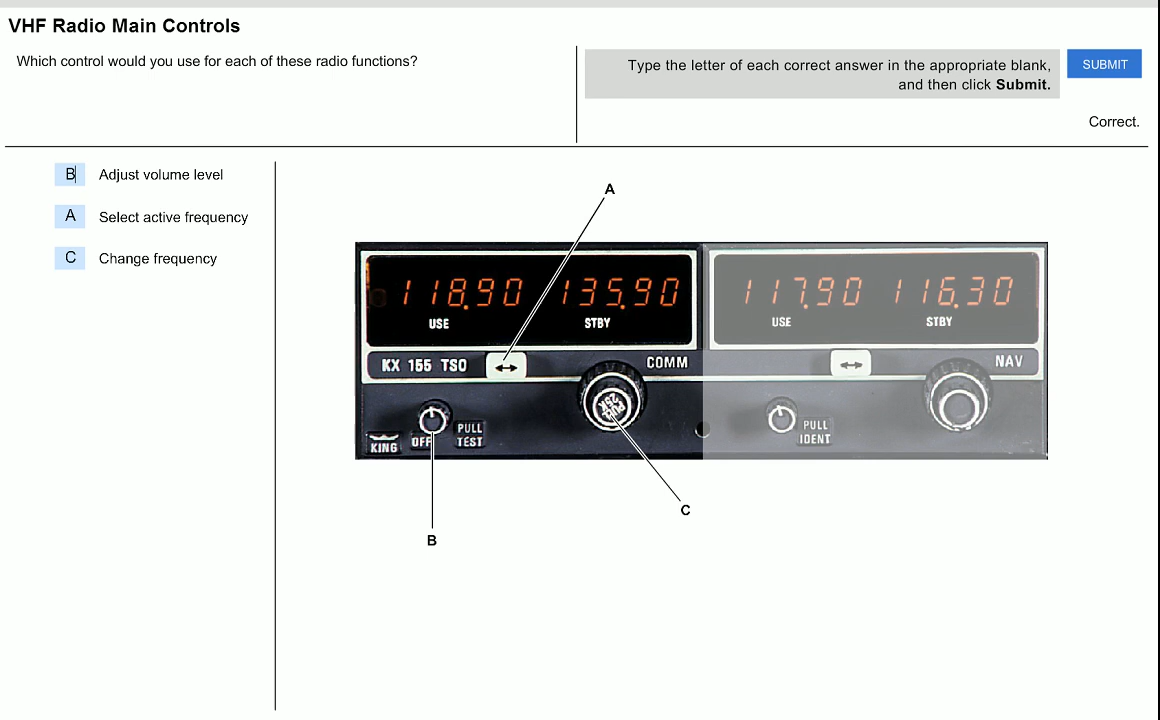 VHF Radio Main Controls
Which control would you use for each of these radio functions?
Type the letter of each correct answer in the appropriate blank,
and then click Submit.
SUBMIT
Correct.
B Adjust volume level
A Select active frequency
C Change frequency
A
118.90 135.90 117.90 116.30
USE STBY USE STBY
KX 155 TSO COMM NAV
PULL
25K
PULL
TEST
OFF
KING
PULL
IDENT
C
B